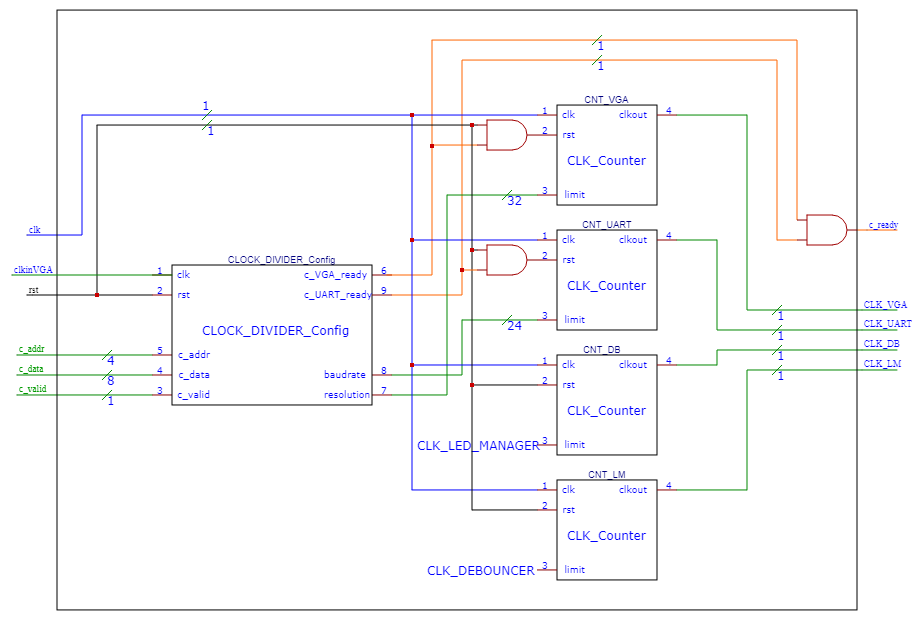 1
1
CNT_VGA
1 clk clkout 4
1
1
2 rst
CLK_Counter
3 limit
32
clk
clkinVGA
rst
c_addr
c_data
c_valid
4
8
1
CLOCK_DIVIDER_Config
1 clk c_VGA_ready 6
2 rst c_UART_ready 9
CLOCK_DIVIDER_Config
5 c_addr
4 c_data baudrate 8
3 c_valid resolution 7
CNT_UART
1 clk clkout 4
2 rst
CLK_Counter
3 limit
24
c_ready
CLK_VGA
1
CLK_UART
1
CLK_DB
1
CLK_LM
1
CNT_DB
1 clk clkout 4
2 rst
CLK_Counter
CLK_LED_MANAGER 3 limit
CNT_LM
1 clk clkout 4
2 rst
CLK_Counter
CLK_DEBOUNCER 3 limit